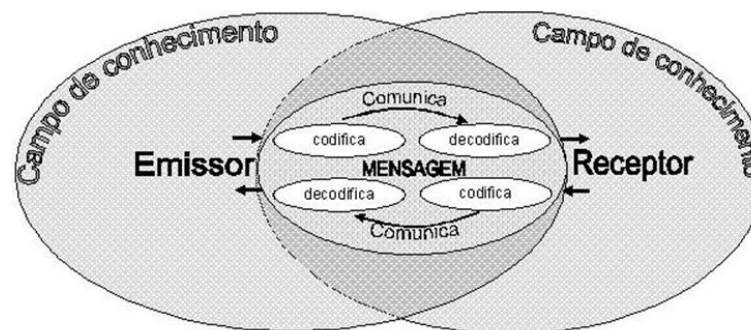 Campo de conhecimento
Campo de conhecimento
Comunica
codifica
decodifica
Emissor
MENSAGEM
Receptor
decodifica
codifica
Comunica